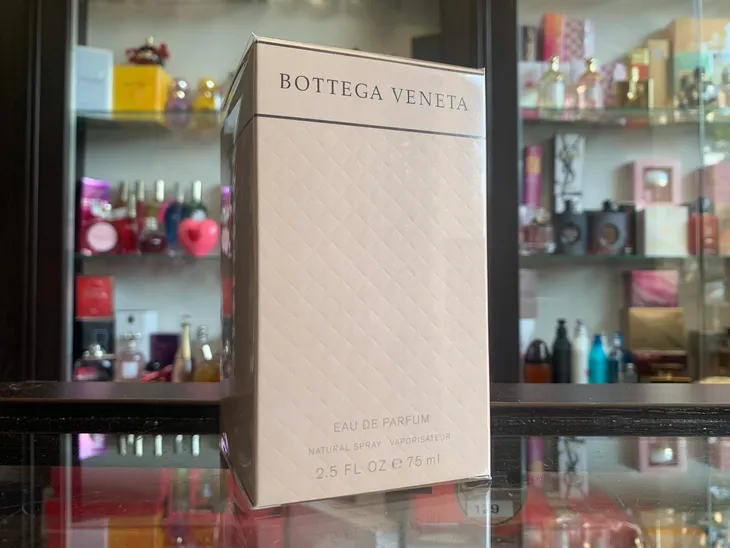 BOTTEGA VENETA
EAU DE PARFUM
NATURAL SPRAY VAPORISATEUR
2.5 FL OZ ℮ 75 ml